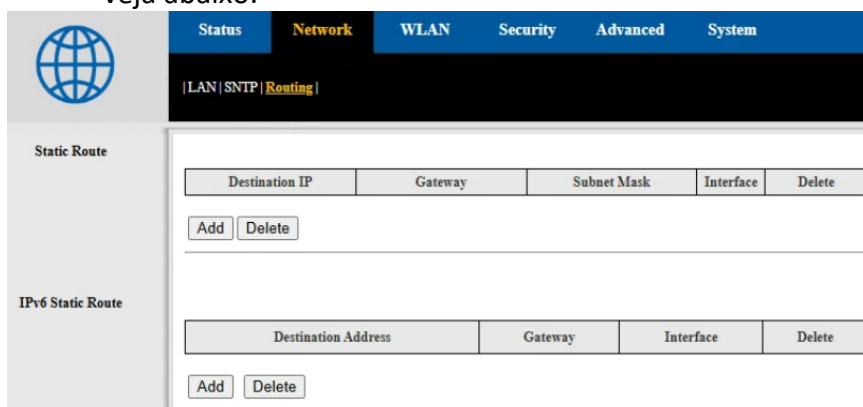 Veja abaixo:
Status Network WLAN Security Advanced System
|LAN|SNTP|Routing|
Static Route
Destination IP Gateway Subnet Mask Interface Delete
Add Delete
IPv6 Static Route
Destination Address Gateway Interface Delete
Add Delete